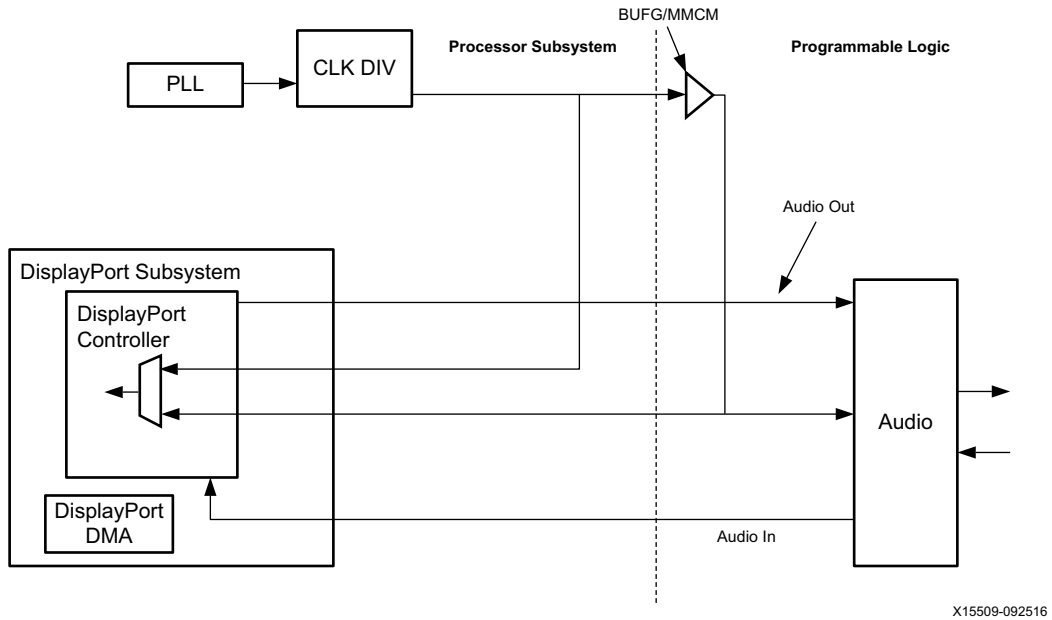 BUFG/MMCM
Processor Subsystem
Programmable Logic
CLK DIV
PLL
Audio Out
DisplayPort Subsystem
DisplayPort
Controller
Audio
DisplayPort
DMA
Audio In
X15509-092516